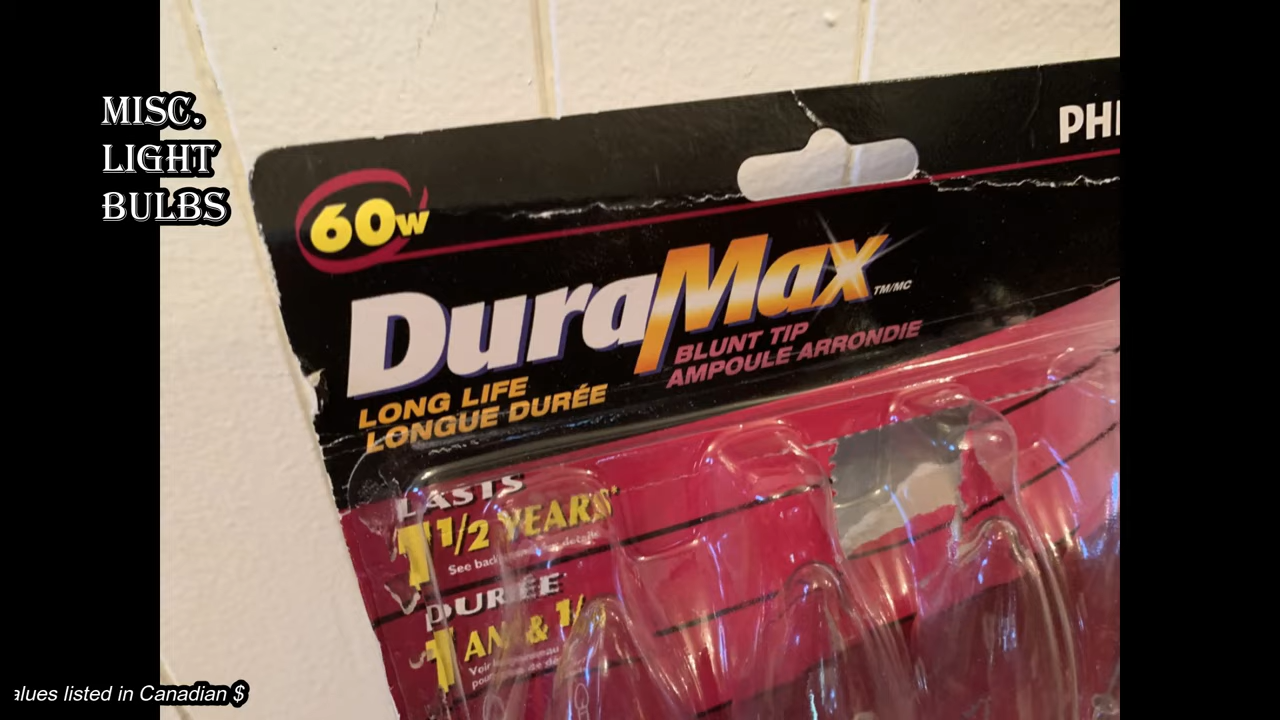 MISC.
LIGHT
BULBS
PHI
60W
DuraMax TM/MC
BLUNT TIP
AMPOULE ARRONDIE
LONG LIFE
LONGUE DURÉE
LASTS
1 1/2 YEARS*
See back
DURÉE
1 AN & 1/
Voir
alues listed in Canadian $